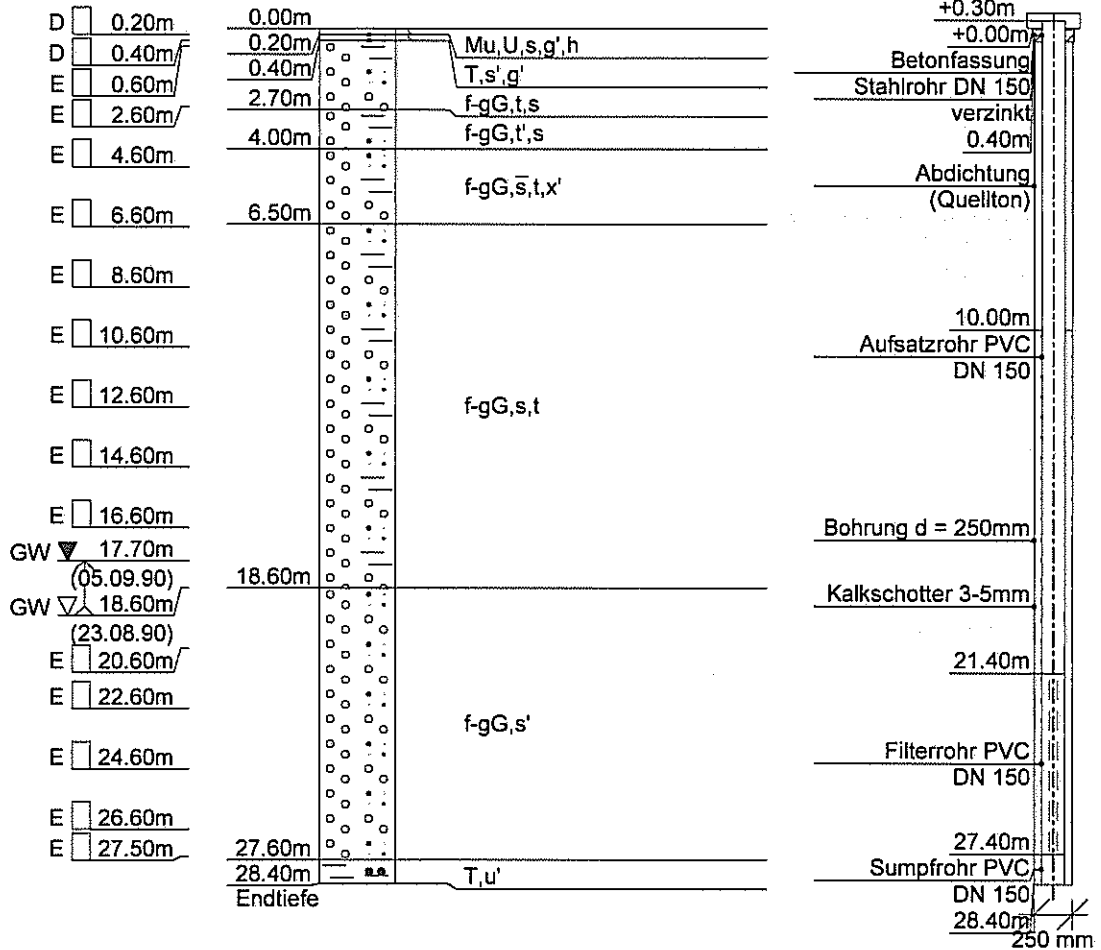 D 0.20m
D 0.40m
E 0.60m
E 2.60m
E 4.60m
E 6.60m
E 8.60m
E 10.60m
E 12.60m
E 14.60m
E 16.60m
GW 17.70m
(05.09.90)
GW 18.60m
(23.08.90)
E 20.60m
E 22.60m
E 24.60m
E 26.60m
E 27.50m
0.00m
0.20m
0.40m
2.70m
4.00m
6.50m
18.60m
27.60m
28.40m
Endtiefe
Mu,U,s,g',h
T,s',g'
f-gG,t,s
f-gG,t',s
f-gG,s̅,t,x'
f-gG,s,t
f-gG,s'
T,u'
+0.30m
+0.00m
Betonfassung
Stahlrohr DN 150
verzinkt
0.40m
Abdichtung
(Quellton)
10.00m
Aufsatzrohr PVC
DN 150
Bohrung d = 250mm
Kalkschotter 3-5mm
21.40m
Filterrohr PVC
DN 150
27.40m
Sumpfrohr PVC
DN 150
28.40m
250 mm